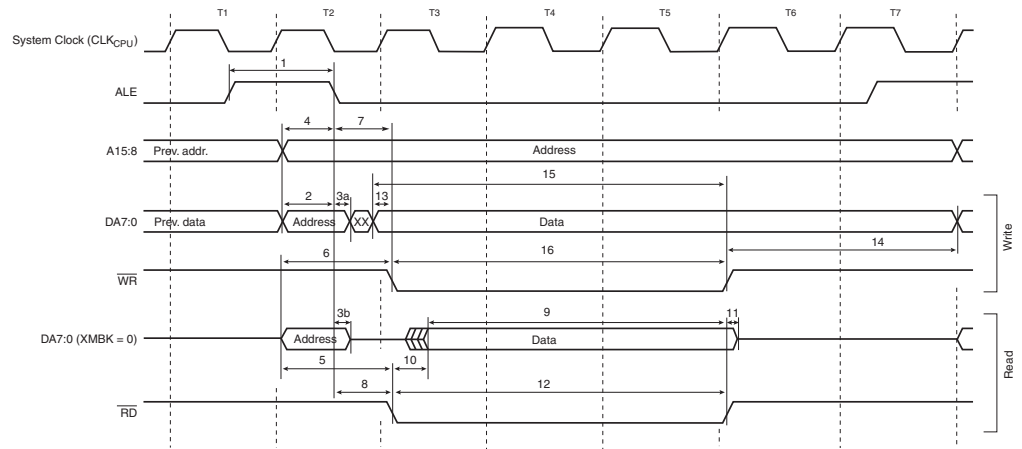 T1 T2 T3 T4 T5 T6 T7
System Clock (CLKCPU)
1
ALE
4 7
A15:8 Prev. addr. Address
15
2 3a 13
DA7:0 Prev. data Address XX Data
14
6 16
WR
Write
3b 9 11
DA7:0 (XMBK = 0) Address Data
5 10
8 12
RD
Read